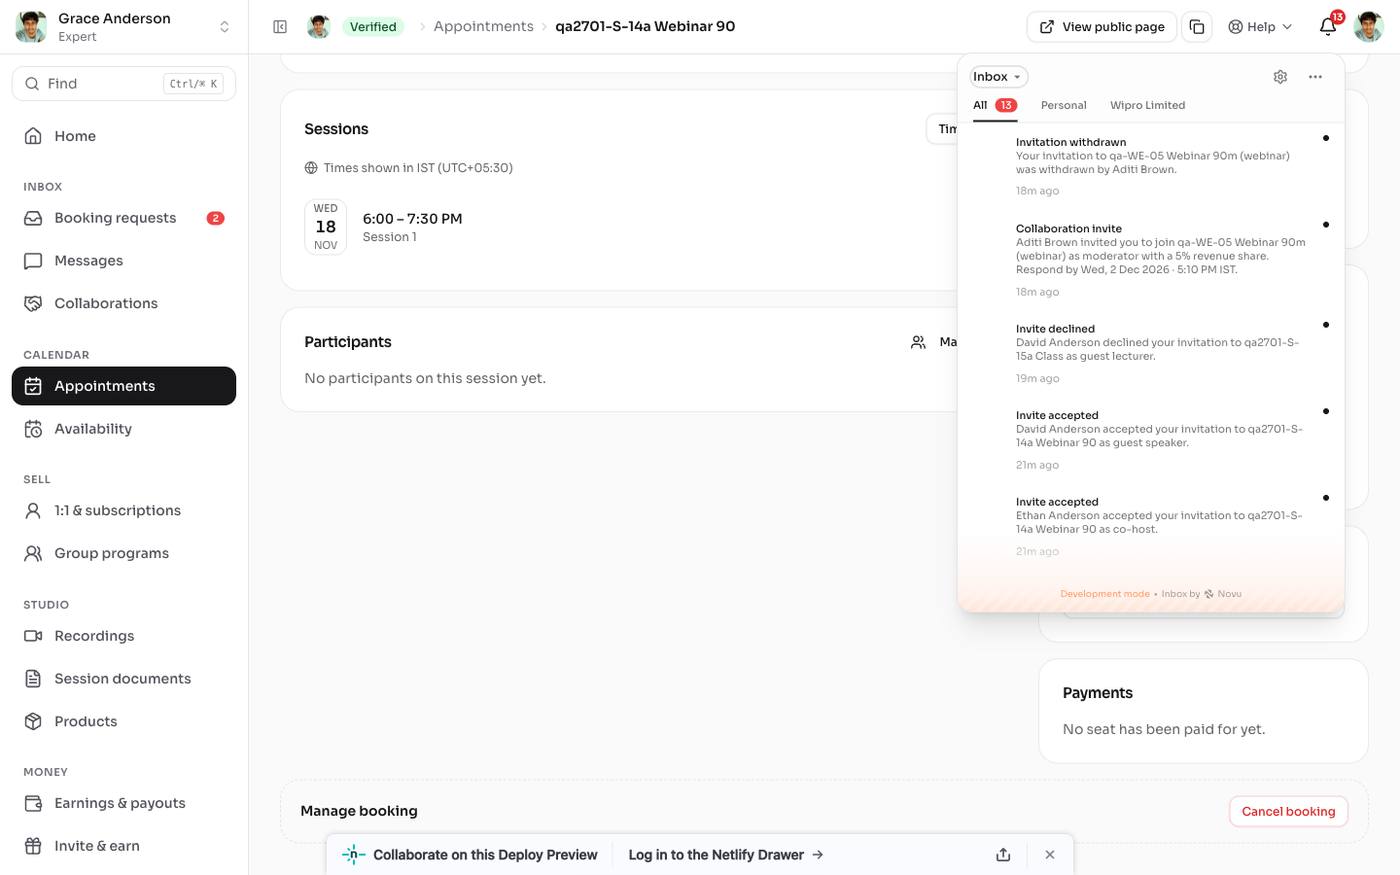 Grace Anderson
Expert
Find
Ctrl/⌘ K
Home
INBOX
Booking requests
2
Messages
Collaborations
CALENDAR
Appointments
Availability
SELL
1:1 & subscriptions
Group programs
STUDIO
Recordings
Session documents
Products
MONEY
Earnings & payouts
Invite & earn
Verified
Appointments
qa2701-S-14a Webinar 90
View public page
Help
13
Sessions
Tim
Times shown in IST (UTC+05:30)
WED
18
NOV
6:00 – 7:30 PM
Session 1
Participants
Ma
No participants on this session yet.
Inbox
All 13
Personal
Wipro Limited
Invitation withdrawn
Your invitation to qa-WE-05 Webinar 90m (webinar)
was withdrawn by Aditi Brown.
18m ago
Collaboration invite
Aditi Brown invited you to join qa-WE-05 Webinar 90m
(webinar) as moderator with a 5% revenue share.
Respond by Wed, 2 Dec 2026 · 5:10 PM IST.
18m ago
Invite declined
David Anderson declined your invitation to qa2701-S-
15a Class as guest lecturer.
19m ago
Invite accepted
David Anderson accepted your invitation to qa2701-S-
14a Webinar 90 as guest speaker.
21m ago
Invite accepted
Ethan Anderson accepted your invitation to qa2701-S-
14a Webinar 90 as co-host.
21m ago
Development mode • Inbox by Novu
Payments
No seat has been paid for yet.
Manage booking
Cancel booking
Collaborate on this Deploy Preview
Log in to the Netlify Drawer →